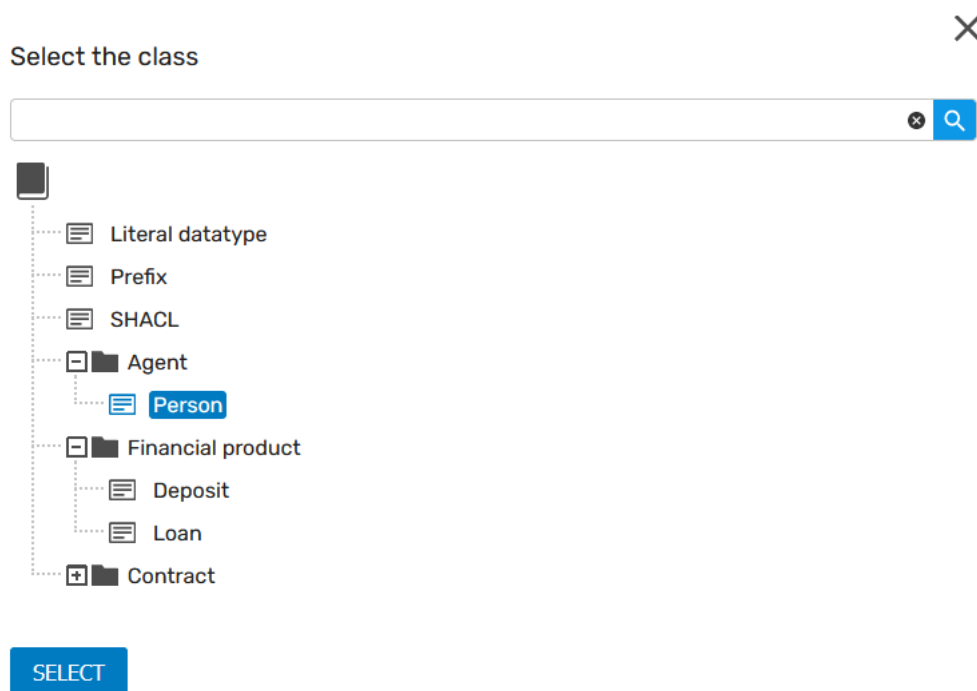 Select the class
Literal datatype
Prefix
SHACL
Agent
Person
Financial product
Deposit
Loan
Contract
SELECT